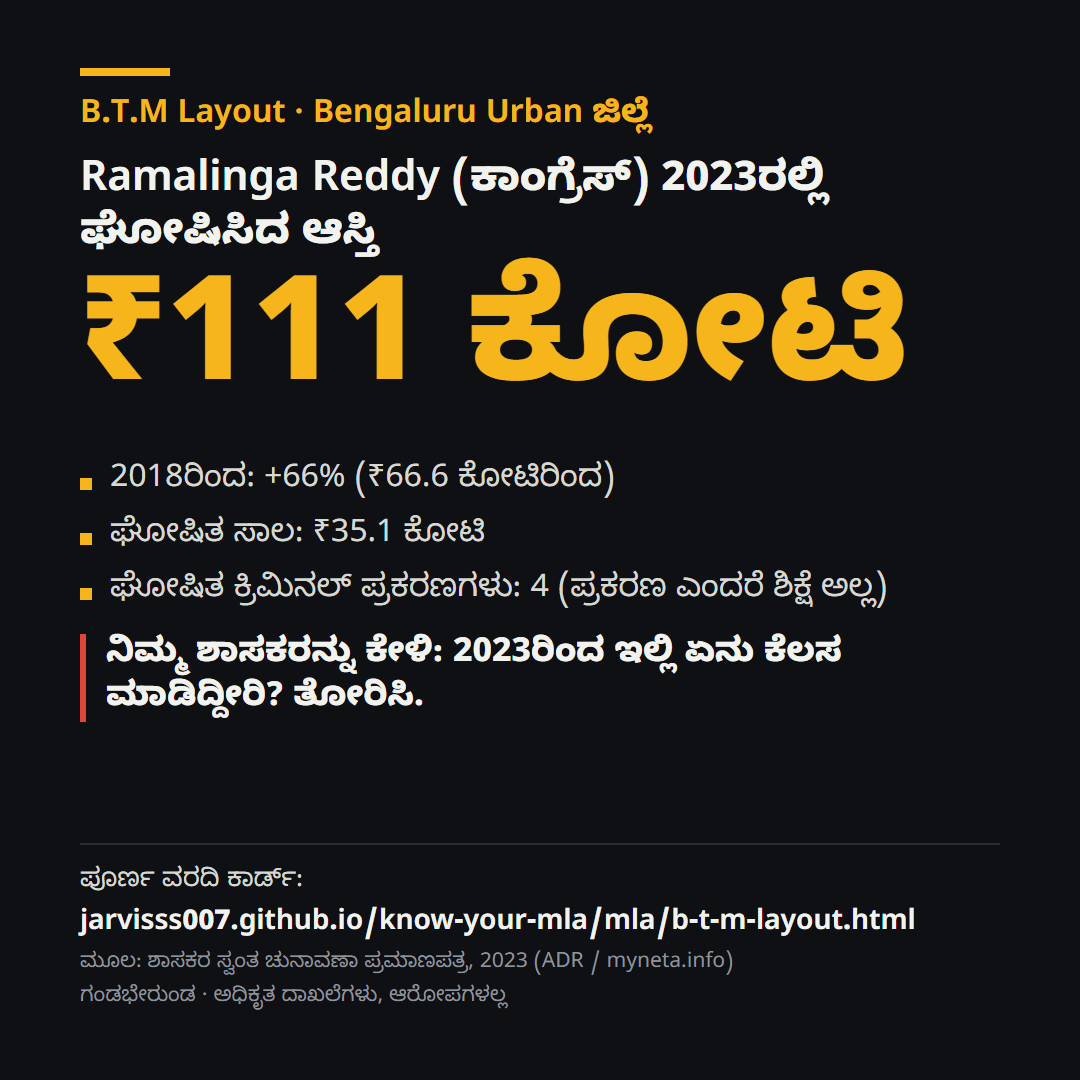 B.T.M Layout · Bengaluru Urban ಜಿಲ್ಲೆ
Ramalinga Reddy (ಕಾಂಗ್ರೆಸ್) 2023ರಲ್ಲಿ
ಘೋಷಿಸಿದ ಆಸ್ತಿ
₹111 ಕೋಟಿ
2018ರಿಂದ: +66% (₹66.6 ಕೋಟಿರಿಂದ)
ಘೋಷಿತ ಸಾಲ: ₹35.1 ಕೋಟಿ
ಘೋಷಿತ ಕ್ರಿಮಿನಲ್ ಪ್ರಕರಣಗಳು: 4 (ಪ್ರಕರಣ ಎಂದರೆ ಶಿಕ್ಷೆ ಅಲ್ಲ)
ನಿಮ್ಮ ಶಾಸಕರನ್ನು ಕೇಳಿ: 2023ರಿಂದ ಇಲ್ಲಿ ಏನು ಕೆಲಸ
ಮಾಡಿದ್ದೀರಿ? ತೋರಿಸಿ.
ಪೂರ್ಣ ವರದಿ ಕಾರ್ಡ್:
jarvisss007.github.io/know-your-mla/mla/b-t-m-layout.html
ಮೂಲ: ಶಾಸಕರ ಸ್ವಂತ ಚುನಾವಣಾ ಪ್ರಮಾಣಪತ್ರ, 2023 (ADR / myneta.info)
ಗಂಡಭೇರುಂಡ · ಅಧಿಕೃತ ದಾಖಲೆಗಳು, ಆರೋಪಗಳಲ್ಲ